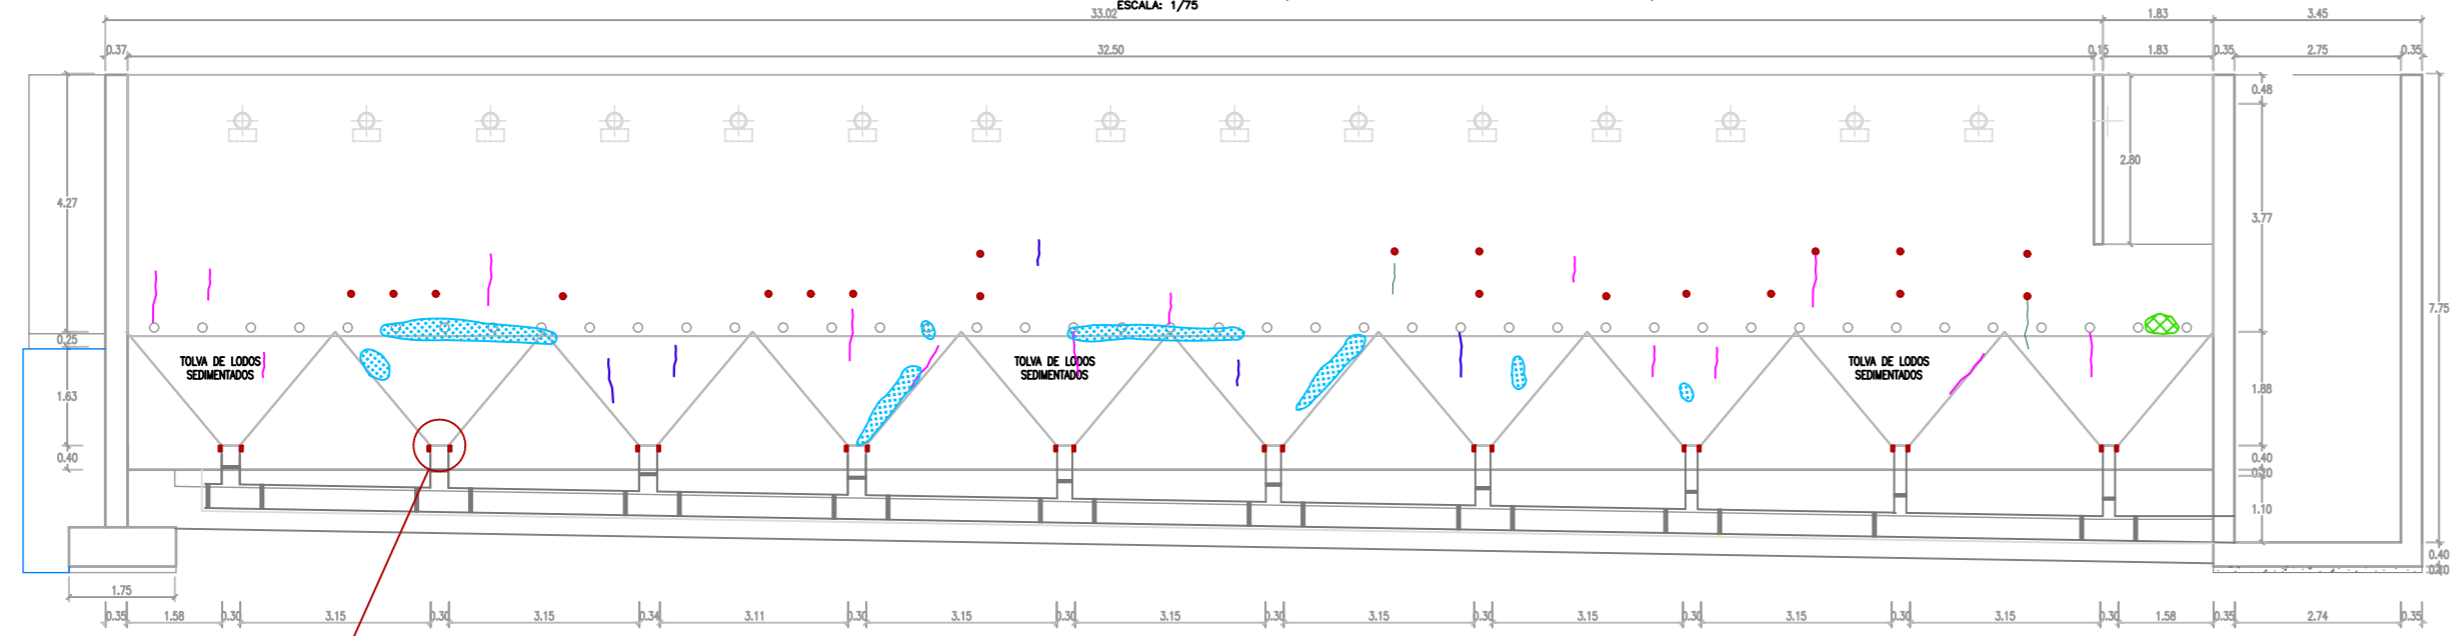 ESCALA: 1/75
33.02 1.83 3.45
0.37 32.50 0.15 1.83 0.35 2.75 0.35
0.48
2.80
4.27 3.77
7.75
0.25
TOLVA DE LODOS
SEDIMENTADOS
TOLVA DE LODOS
SEDIMENTADOS
TOLVA DE LODOS
SEDIMENTADOS
1.63 1.88
0.40 0.40
1.10
0.40
1.75
0.35 1.58 0.30 3.15 0.30 3.15 0.34 3.11 0.30 3.15 0.30 3.15 0.30 3.15 0.30 3.15 0.30 3.15 0.30 3.15 0.30 1.58 0.35 2.74 0.35